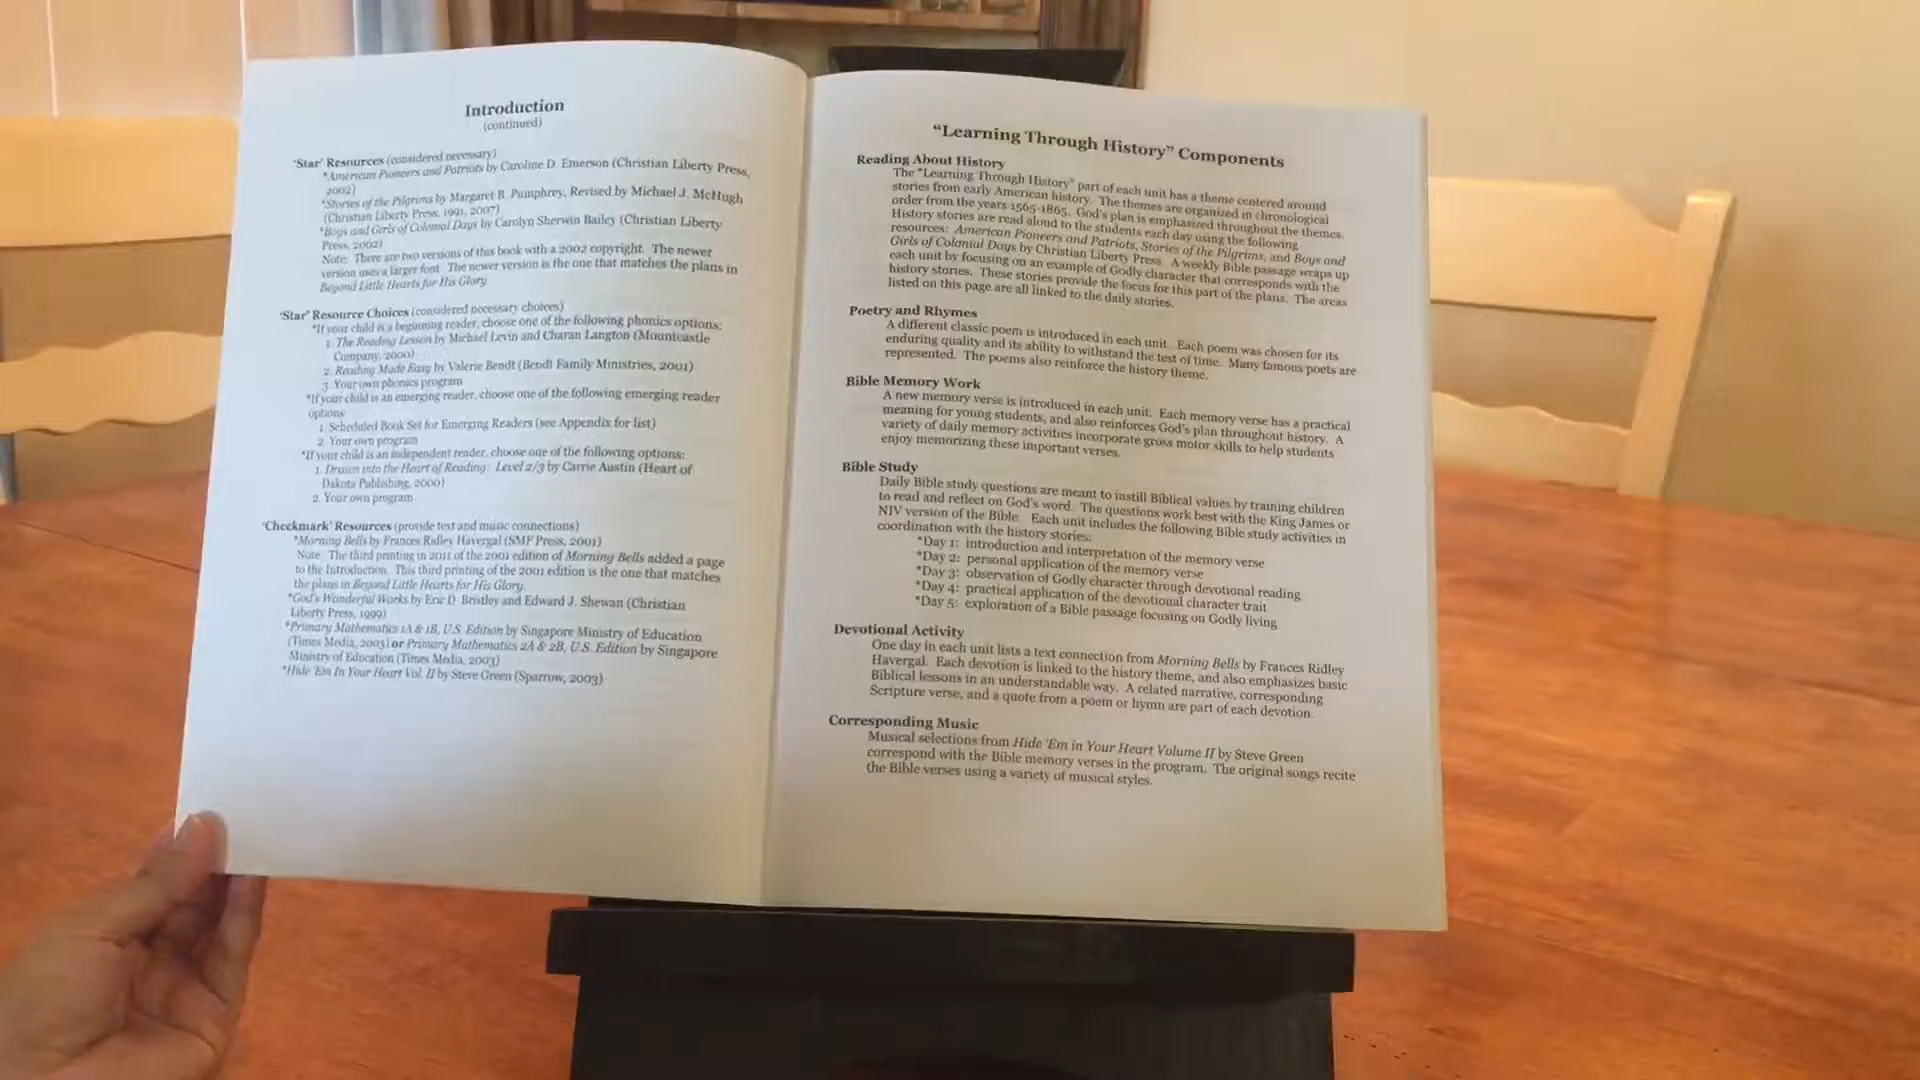 Introduction
(continued)
'Star' Resources (considered necessary)
*American Pioneers and Patriots by Caroline D. Emerson (Christian Liberty Press,
2002)
*Stories of the Pilgrims by Margaret B. Pumphrey, Revised by Michael J. McHugh
(Christian Liberty Press, 1991, 2007)
*Boys and Girls of Colonial Days by Carolyn Sherwin Bailey (Christian Liberty
Press, 2002)
Note: There are two versions of this book with a 2002 copyright. The newer
version uses a larger font. The newer version is the one that matches the plans in
Beyond Little Hearts for His Glory.
'Star' Resource Choices (considered necessary choices)
*If your child is a beginning reader, choose one of the following phonics options:
1. The Reading Lesson by Michael Levin and Charan Langton (Mountcastle
Company, 2000)
2. Reading Made Easy by Valerie Bendt (Bendt Family Ministries, 2001)
3. Your own phonics program
*If your child is an emerging reader, choose one of the following emerging reader
options:
1. Scheduled Book Set for Emerging Readers (see Appendix for list)
2. Your own program
*If your child is an independent reader, choose one of the following options:
1. Drawn into the Heart of Reading: Level 2/3 by Carrie Austin (Heart of
Dakota Publishing, 2000)
2. Your own program
'Checkmark' Resources (provide text and music connections)
*Morning Bells by Frances Ridley Havergal (SMF Press, 2001)
Note: The third printing in 2011 of the 2001 edition of Morning Bells added a page
to the Introduction. This third printing of the 2001 edition is the one that matches
the plans in Beyond Little Hearts for His Glory.
*God's Wonderful Works by Eric D. Bristley and Edward J. Shewan (Christian
Liberty Press, 1999)
*Primary Mathematics 1A & 1B, U.S. Edition by Singapore Ministry of Education
(Times Media, 2003) or Primary Mathematics 2A & 2B, U.S. Edition by Singapore
Ministry of Education (Times Media, 2003)
*Hide 'Em In Your Heart Vol. II by Steve Green (Sparrow, 2003)
"Learning Through History" Components
Reading About History
The "Learning Through History" part of each unit has a theme centered around
stories from early American history. The themes are organized in chronological
order from the years 1565-1865. God's plan is emphasized throughout the themes.
History stories are read aloud to the students each day using the following
resources: American Pioneers and Patriots, Stories of the Pilgrims, and Boys and
Girls of Colonial Days by Christian Liberty Press. A weekly Bible passage wraps up
each unit by focusing on an example of Godly character that corresponds with the
history stories. These stories provide the focus for this part of the plans. The areas
listed on this page are all linked to the daily stories.
Poetry and Rhymes
A different classic poem is introduced in each unit. Each poem was chosen for its
enduring quality and its ability to withstand the test of time. Many famous poets are
represented. The poems also reinforce the history theme.
Bible Memory Work
A new memory verse is introduced in each unit. Each memory verse has a practical
meaning for young students, and also reinforces God's plan throughout history. A
variety of daily memory activities incorporate gross motor skills to help students
enjoy memorizing these important verses.
Bible Study
Daily Bible study questions are meant to instill Biblical values by training children
to read and reflect on God's word. The questions work best with the King James or
NIV version of the Bible. Each unit includes the following Bible study activities in
coordination with the history stories:
*Day 1: introduction and interpretation of the memory verse
*Day 2: personal application of the memory verse
*Day 3: observation of Godly character through devotional reading
*Day 4: practical application of the devotional character trait
*Day 5: exploration of a Bible passage focusing on Godly living
Devotional Activity
One day in each unit lists a text connection from Morning Bells by Frances Ridley
Havergal. Each devotion is linked to the history theme, and also emphasizes basic
Biblical lessons in an understandable way. A related narrative, corresponding
Scripture verse, and a quote from a poem or hymn are part of each devotion.
Corresponding Music
Musical selections from Hide 'Em in Your Heart Volume II by Steve Green
correspond with the Bible memory verses in the program. The original songs recite
the Bible verses using a variety of musical styles.